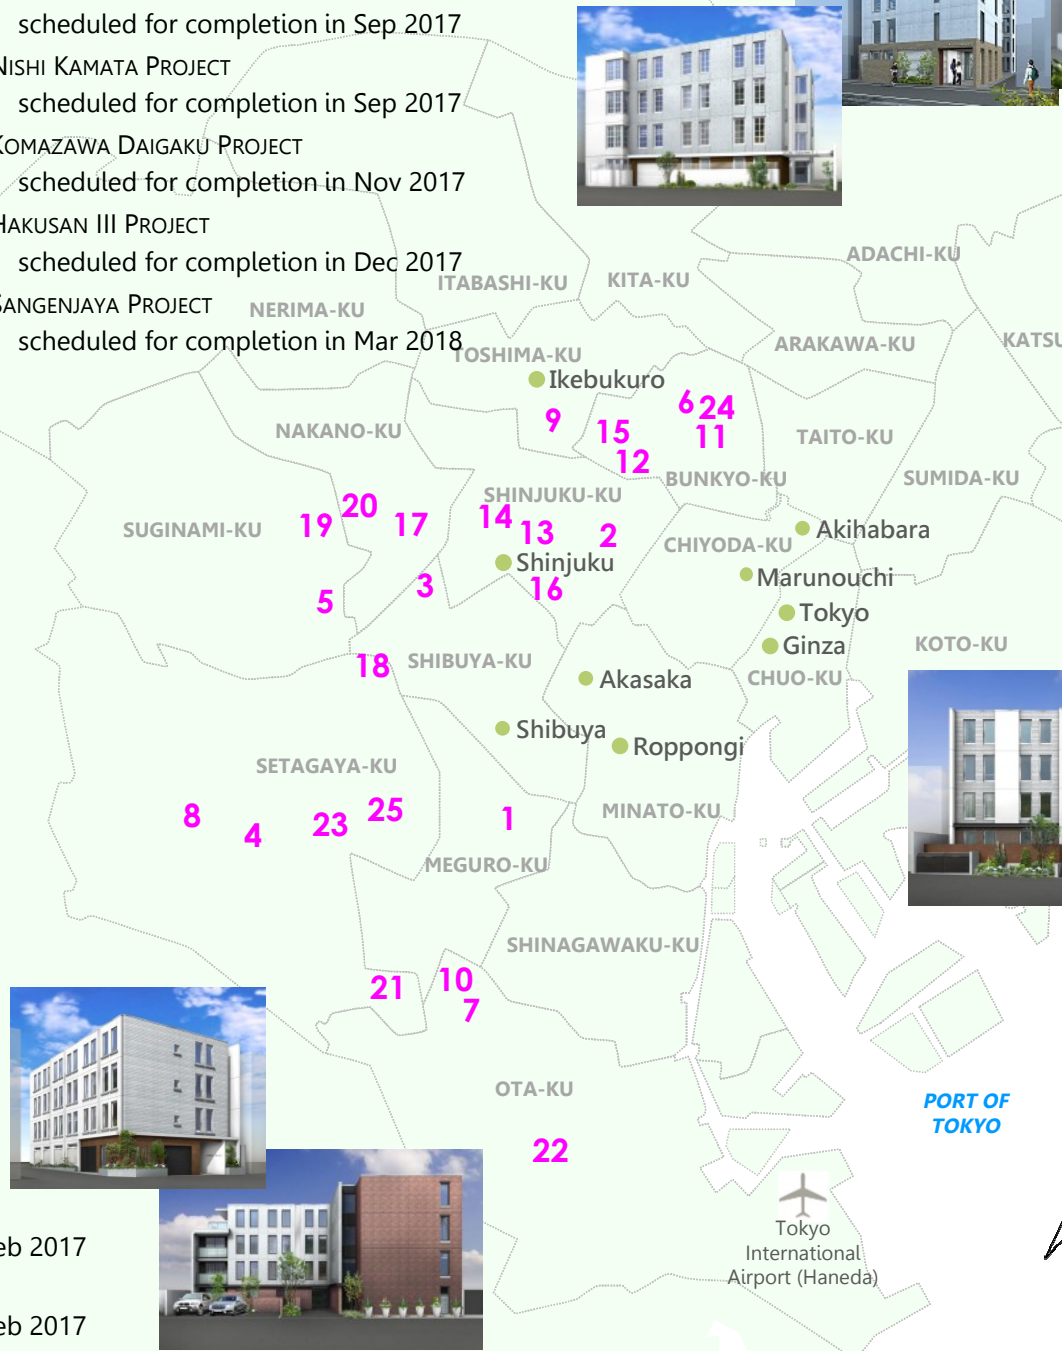 scheduled for completion in Sep 2017
NISHI KAMATA PROJECT
scheduled for completion in Sep 2017
KOMAZAWA DAIGAKU PROJECT
scheduled for completion in Nov 2017
HAKUSAN III PROJECT
scheduled for completion in Dec 2017
SANGENJAYA PROJECT
scheduled for completion in Mar 2018
ADACHI-KU
ITABASHI-KU
KITA-KU
NERIMA-KU
ARAKAWA-KU
KATSU
TOSHIMA-KU
Ikebukuro
6 24
9
15
11
NAKANO-KU
TAITO-KU
12
BUNKYO-KU
SUMIDA-KU
SHINJUKU-KU
20
19
17
14
13
2
SUGINAMI-KU
Akihabara
CHIYODA-KU
Shinjuku
Marunouchi
3
16
5
Tokyo
Ginza
KOTO-KU
18
SHIBUYA-KU
Akasaka
CHUO-KU
Shibuya
Roppongi
SETAGAYA-KU
8
4
23
25
1
MINATO-KU
MEGURO-KU
SHINAGAWAKU-KU
21
10
7
OTA-KU
PORT OF
TOKYO
22
Tokyo
International
Airport (Haneda)
eb 2017
eb 2017